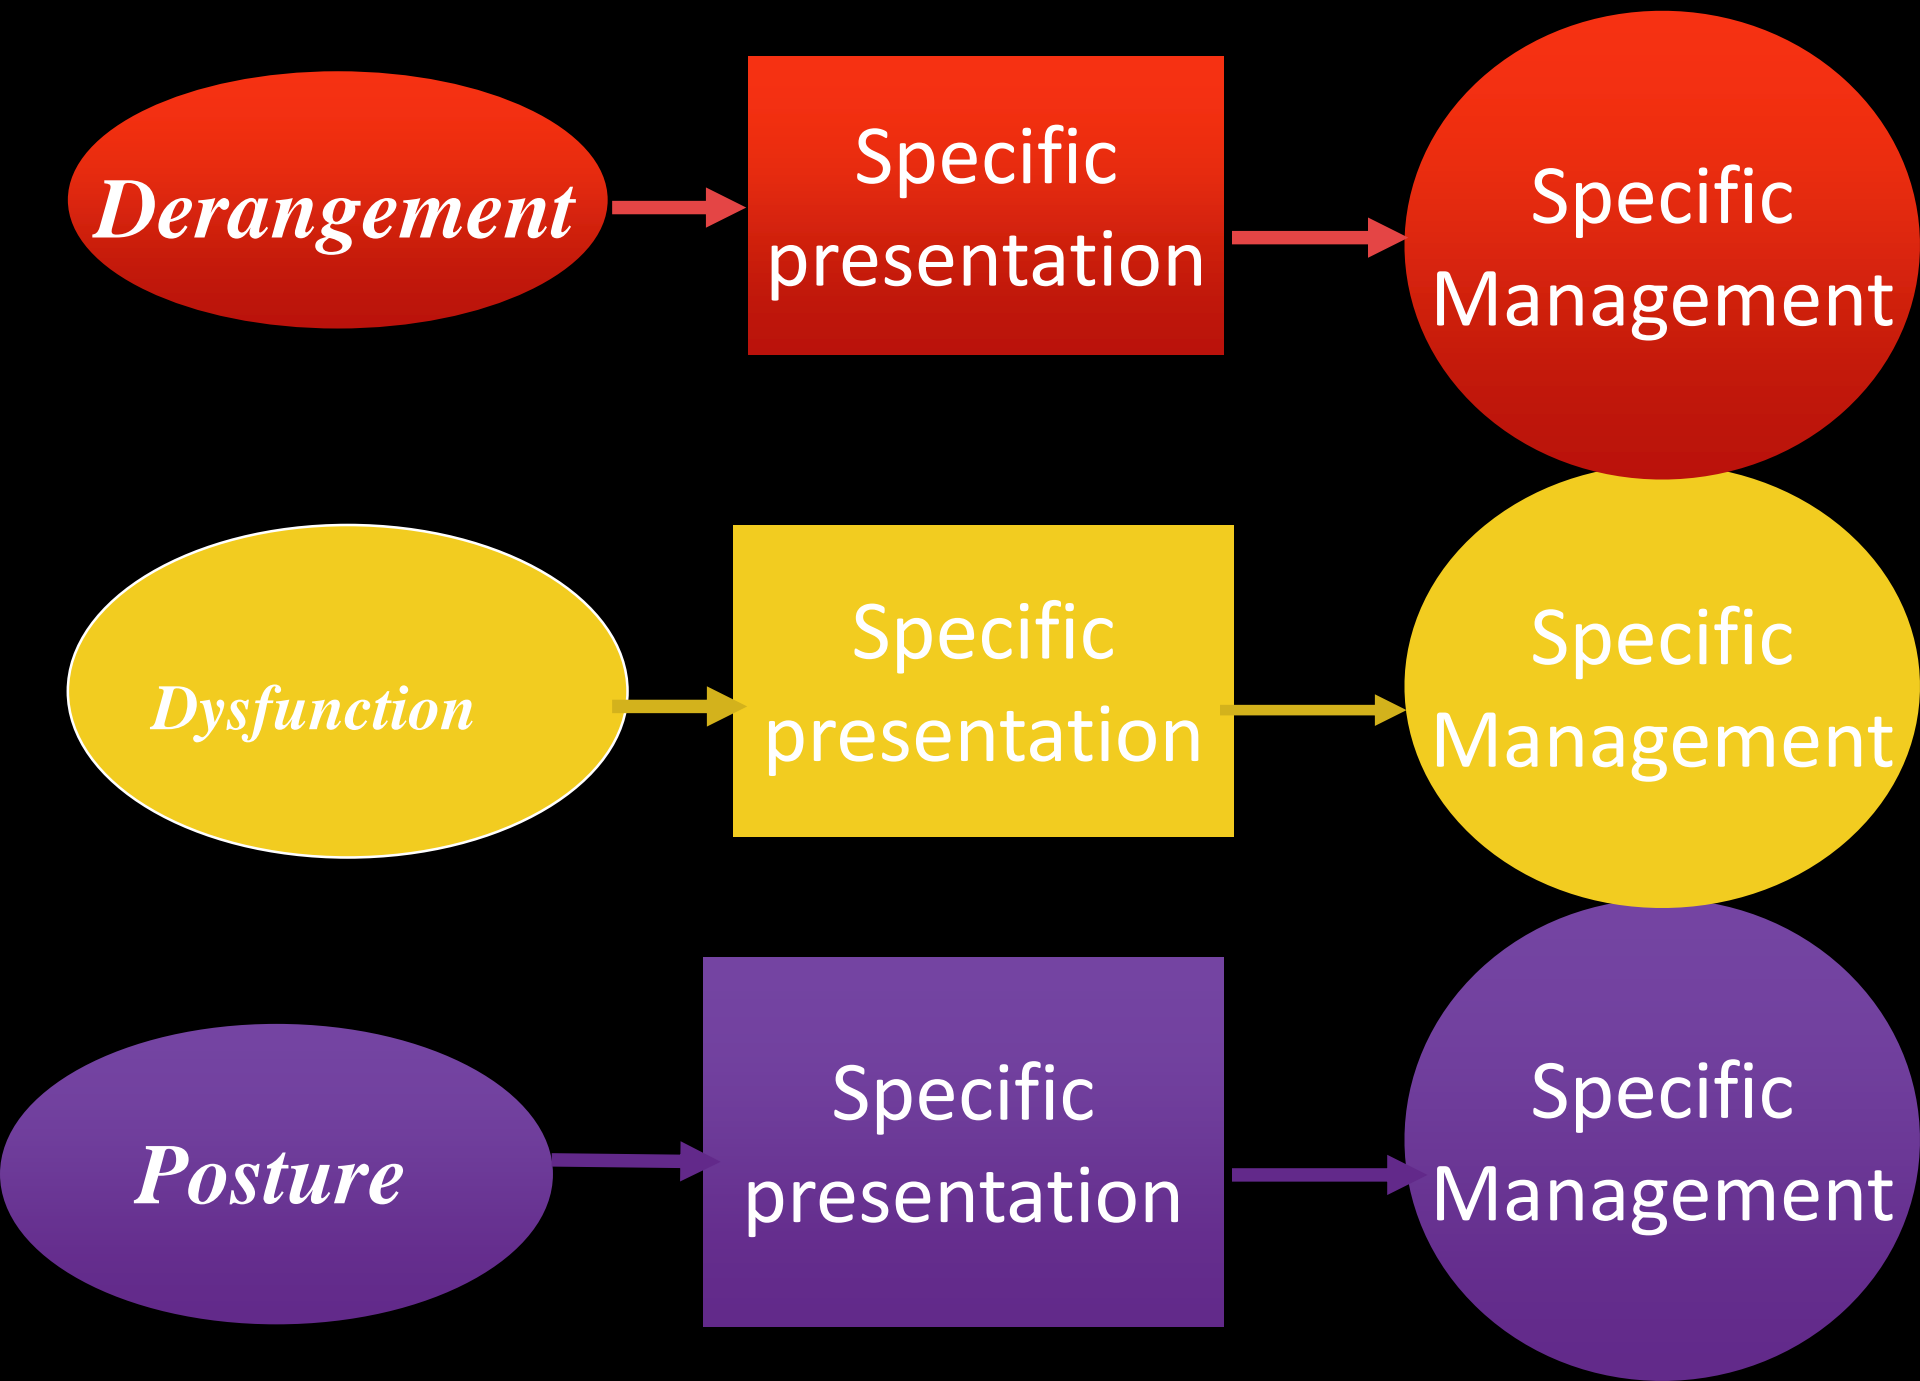 Derangement
Specific
presentation
Specific
Management
Dysfunction
Specific
presentation
Specific
Management
Posture
Specific
presentation
Specific
Management